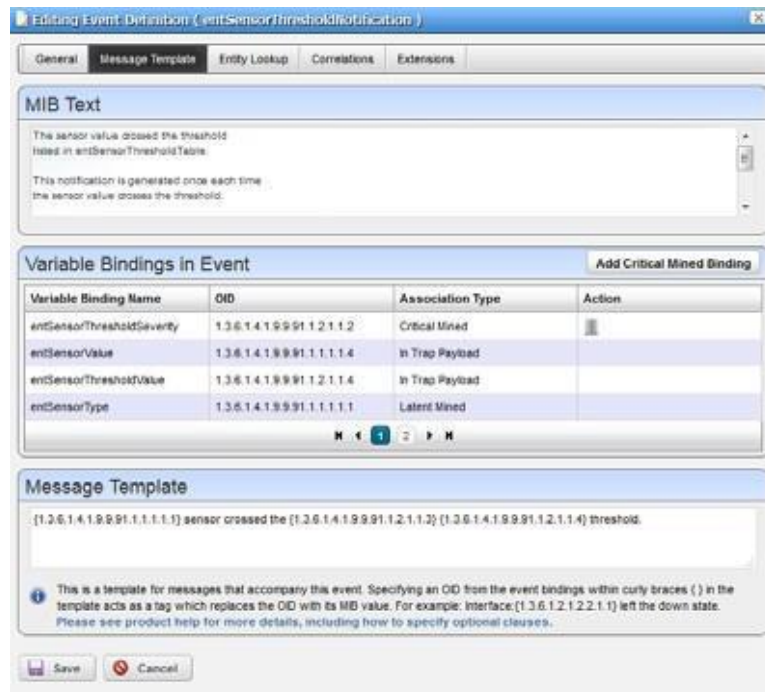 Editing Event Definition ( entSensorThresholdNotification )
General Message Template Entity Lookup Correlations Extensions
MIB Text
The sensor value crossed the threshold
listed in entSensorThresholdTable.
This notification is generated once each time
the sensor value crosses the threshold.
Variable Bindings in Event Add Critical Mined Binding
Variable Binding Name OID Association Type Action
entSensorThresholdSeverity 1.3.6.1.4.1.9.9.91.1.2.1.1.2 Critical Mined
entSensorValue 1.3.6.1.4.1.9.9.91.1.1.1.1.4 In Trap Payload
entSensorThresholdValue 1.3.6.1.4.1.9.9.91.1.2.1.1.4 In Trap Payload
entSensorType 1.3.6.1.4.1.9.9.91.1.1.1.1.1 Latent Mined
1 2
Message Template
{1.3.6.1.4.1.9.9.91.1.1.1.1.1} sensor crossed the {1.3.6.1.4.1.9.9.91.1.2.1.1.3} {1.3.6.1.4.1.9.9.91.1.2.1.1.4} threshold.
This is a template for messages that accompany this event. Specifying an OID from the event bindings within curly braces { } in the
template acts as a tag which replaces the OID with its MIB value. For example: Interface:{1.3.6.1.2.1.2.2.1.1} left the down state.
Please see product help for more details, including how to specify optional clauses.
Save Cancel